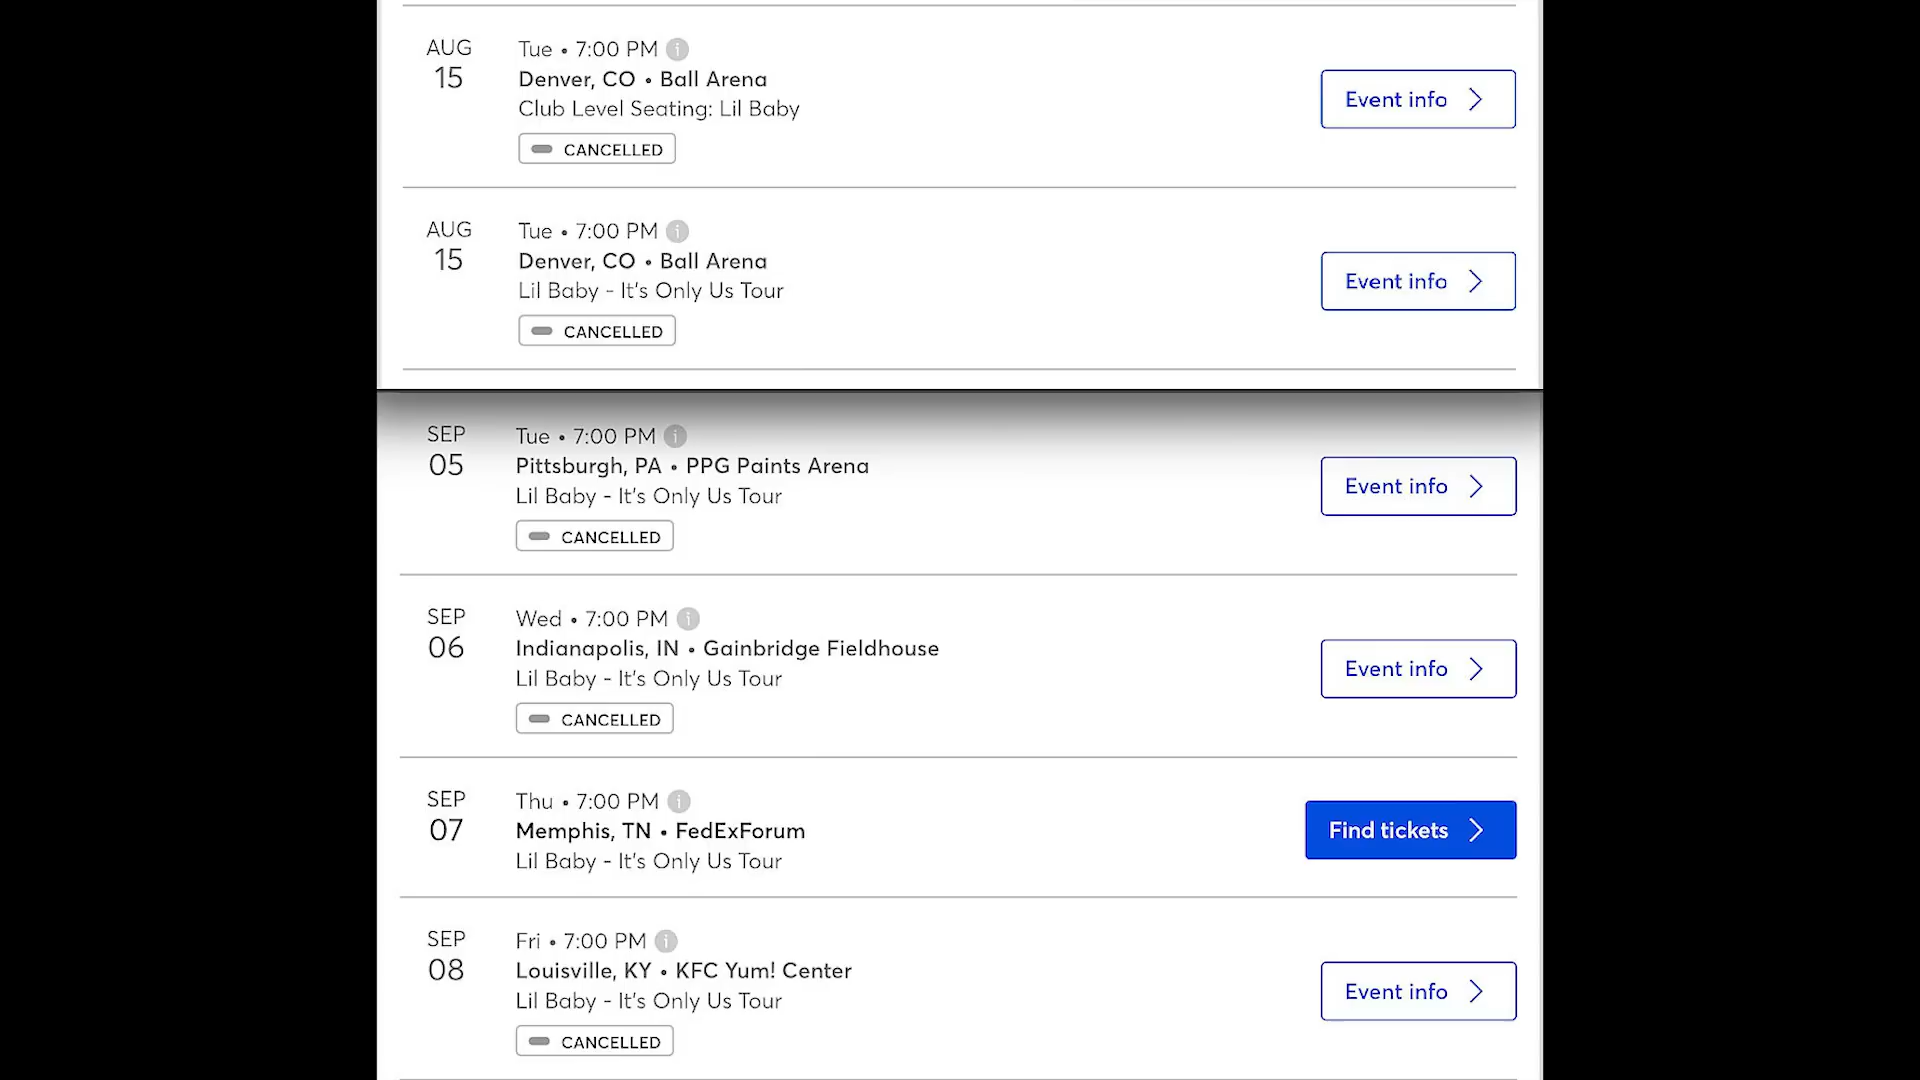 AUG
15
Tue • 7:00 PM
Denver, CO • Ball Arena
Club Level Seating: Lil Baby
CANCELLED
Event info
AUG
15
Tue • 7:00 PM
Denver, CO • Ball Arena
Lil Baby - It's Only Us Tour
CANCELLED
Event info
SEP
05
Tue • 7:00 PM
Pittsburgh, PA • PPG Paints Arena
Lil Baby - It's Only Us Tour
CANCELLED
Event info
SEP
06
Wed • 7:00 PM
Indianapolis, IN • Gainbridge Fieldhouse
Lil Baby - It's Only Us Tour
CANCELLED
Event info
SEP
07
Thu • 7:00 PM
Memphis, TN • FedExForum
Lil Baby - It's Only Us Tour
Find tickets
SEP
08
Fri • 7:00 PM
Louisville, KY • KFC Yum! Center
Lil Baby - It's Only Us Tour
CANCELLED
Event info